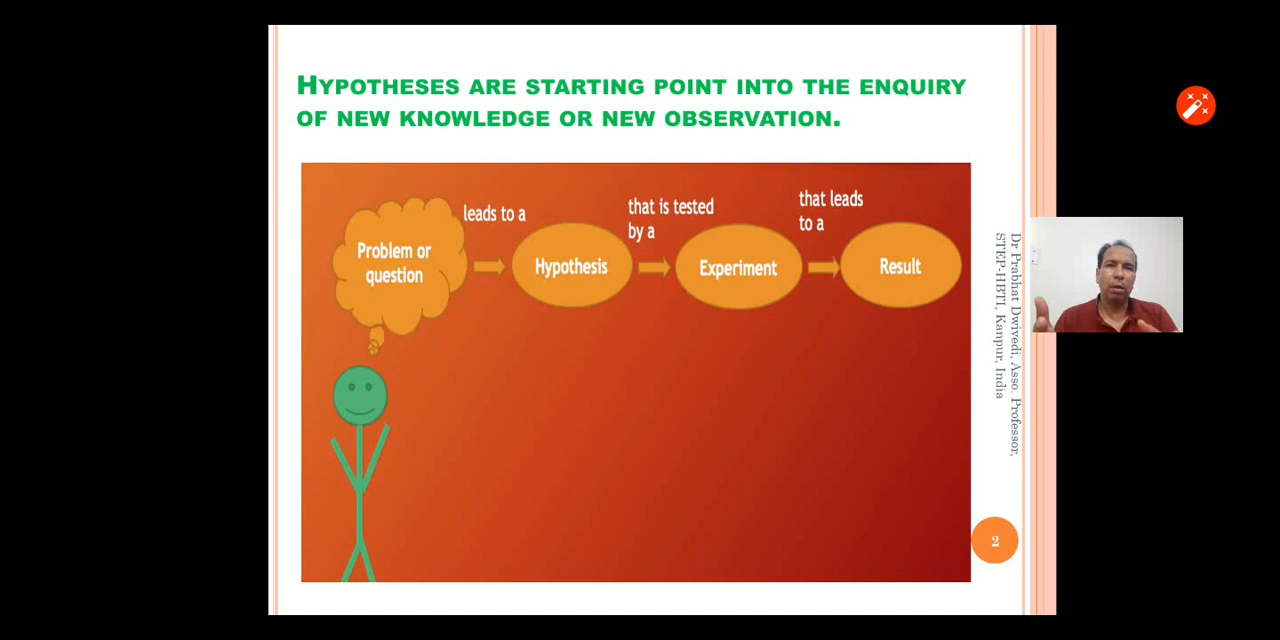 HYPOTHESES ARE STARTING POINT INTO THE ENQUIRY
OF NEW KNOWLEDGE OR NEW OBSERVATION.
Problem or
question
leads to a
Hypothesis
that is tested
by a
Experiment
that leads
to a
Result
Dr Prabhat Dwivedi, Asso. Professor,
STEP-HBTI, Kanpur, India
2